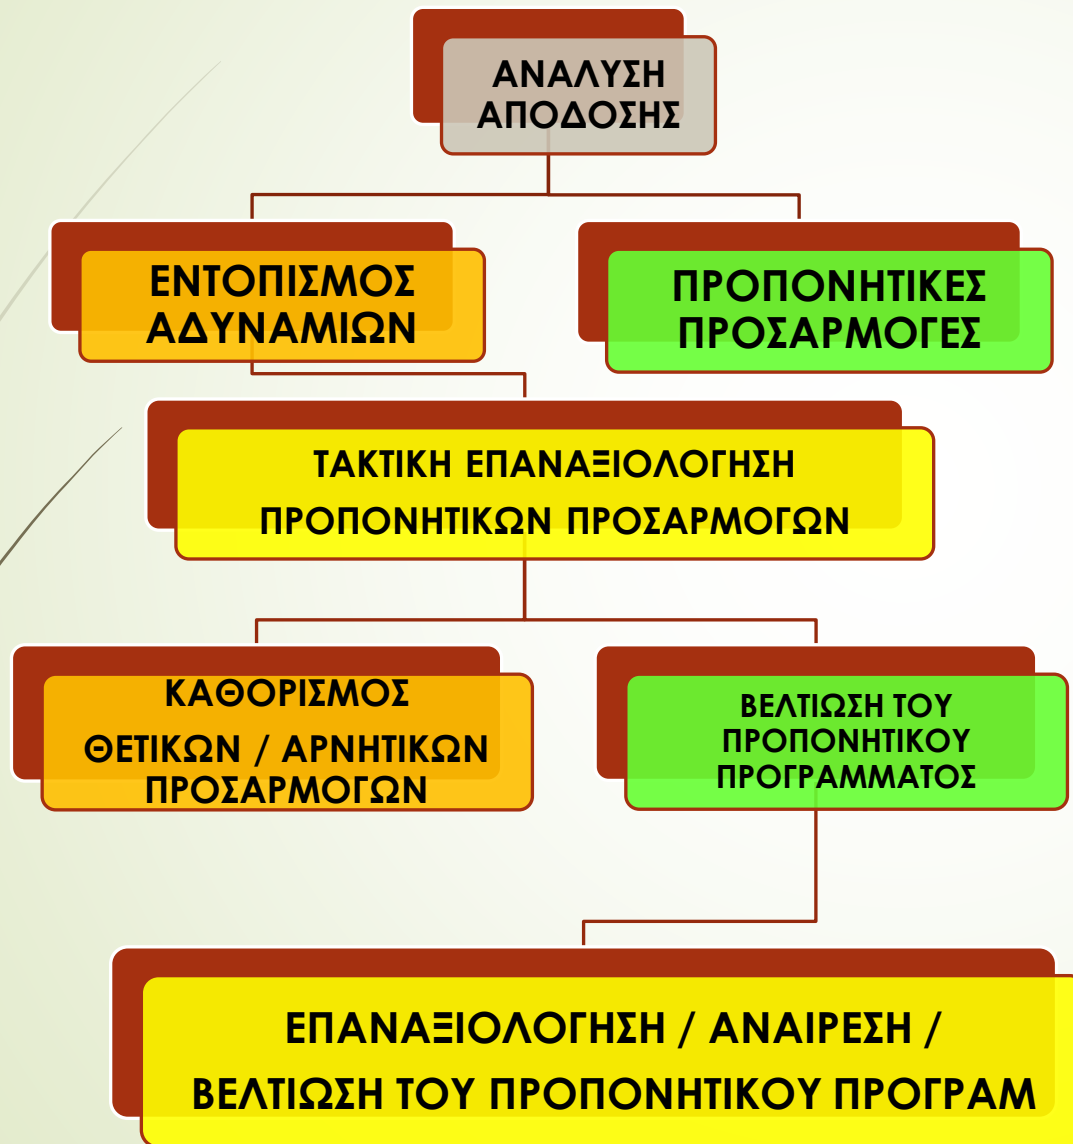 ΑΝΑΛΥΣΗ
ΑΠΟΔΟΣΗΣ
ΕΝΤΟΠΙΣΜΟΣ
ΑΔΥΝΑΜΙΩΝ
ΠΡΟΠΟΝΗΤΙΚΕΣ
ΠΡΟΣΑΡΜΟΓΕΣ
ΤΑΚΤΙΚΗ ΕΠΑΝΑΞΙΟΛΟΓΗΣΗ
ΠΡΟΠΟΝΗΤΙΚΩΝ ΠΡΟΣΑΡΜΟΓΩΝ
ΚΑΘΟΡΙΣΜΟΣ
ΘΕΤΙΚΩΝ / ΑΡΝΗΤΙΚΩΝ
ΠΡΟΣΑΡΜΟΓΩΝ
ΒΕΛΤΙΩΣΗ ΤΟΥ
ΠΡΟΠΟΝΗΤΙΚΟΥ
ΠΡΟΓΡΑΜΜΑΤΟΣ
ΕΠΑΝΑΞΙΟΛΟΓΗΣΗ / ΑΝΑΙΡΕΣΗ /
ΒΕΛΤΙΩΣΗ ΤΟΥ ΠΡΟΠΟΝΗΤΙΚΟΥ ΠΡΟΓΡΑΜ